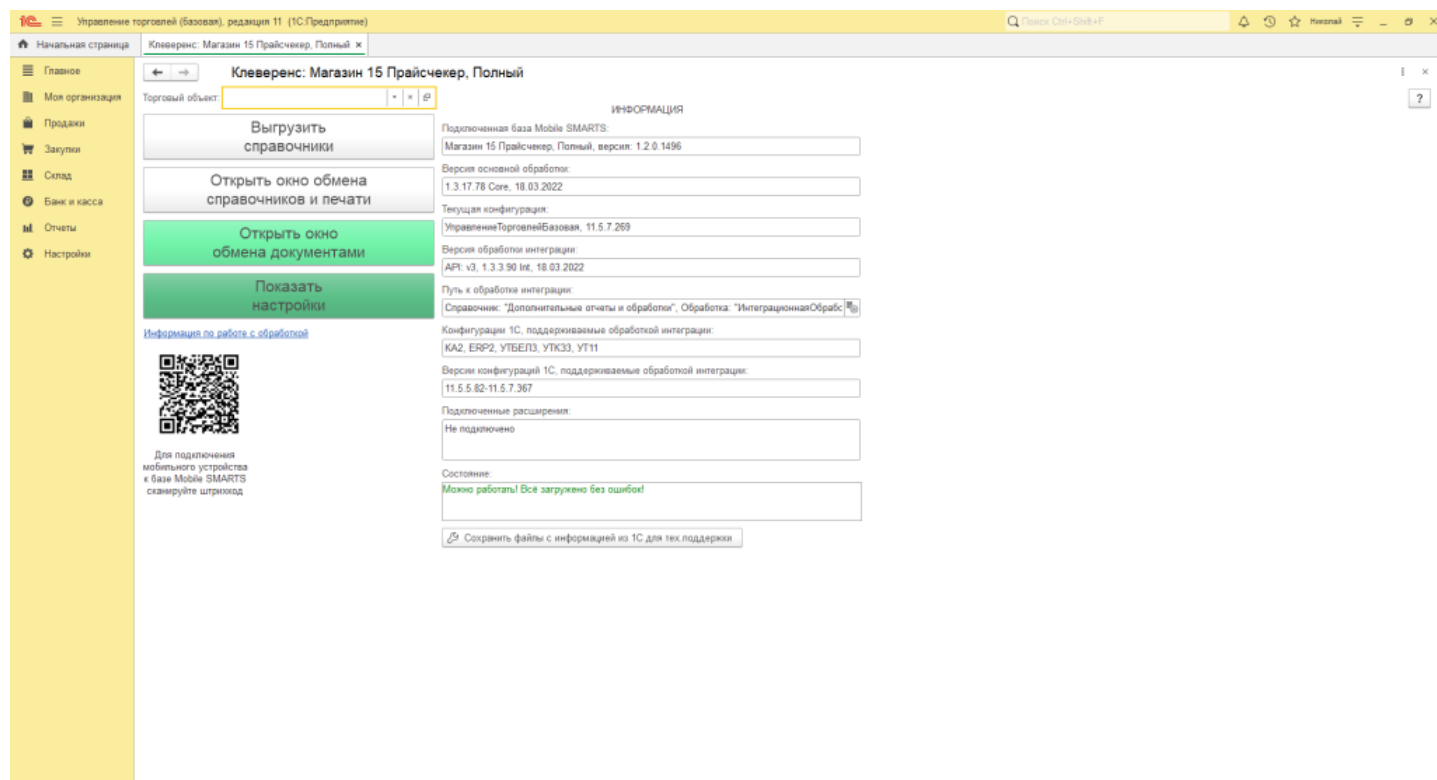 1С Управление торговлей (базовая), редакция 11 (1С:Предприятие)
Поиск Ctrl+Shift+F
Николай
Начальная страница
Клеверенс: Магазин 15 Прайсчекер, Полный ×
Главное
Моя организация
Продажи
Закупки
Склад
Банк и касса
Отчеты
Настройки
← → Клеверенс: Магазин 15 Прайсчекер, Полный
Торговый объект:
?
Выгрузить
справочники
Открыть окно обмена
справочников и печати
Открыть окно
обмена документами
Показать
настройки
Информация по работе с обработкой
Для подключения
мобильного устройства
к базе Mobile SMARTS
сканируйте штрихкод
ИНФОРМАЦИЯ
Подключенная база Mobile SMARTS:
Магазин 15 Прайсчекер, Полный, версия: 1.2.0.1496
Версия основной обработки:
1.3.17.78 Core, 18.03.2022
Текущая конфигурация:
УправлениеТорговлейБазовая, 11.5.7.269
Версия обработки интеграции:
API: v3, 1.3.3.90 Int, 18.03.2022
Путь к обработке интеграции:
Справочник: "Дополнительные отчеты и обработки", Обработка: "ИнтеграционнаяОбрабс
Конфигурации 1С, поддерживаемые обработкой интеграции:
КА2, ERP2, УТБЕЛ3, УТК33, УТ11
Версии конфигураций 1С, поддерживаемые обработкой интеграции:
11.5.5.82-11.5.7.367
Подключенные расширения:
Не подключено
Состояние:
Можно работать! Всё загружено без ошибок!
Сохранить файлы с информацией из 1С для тех.поддержки